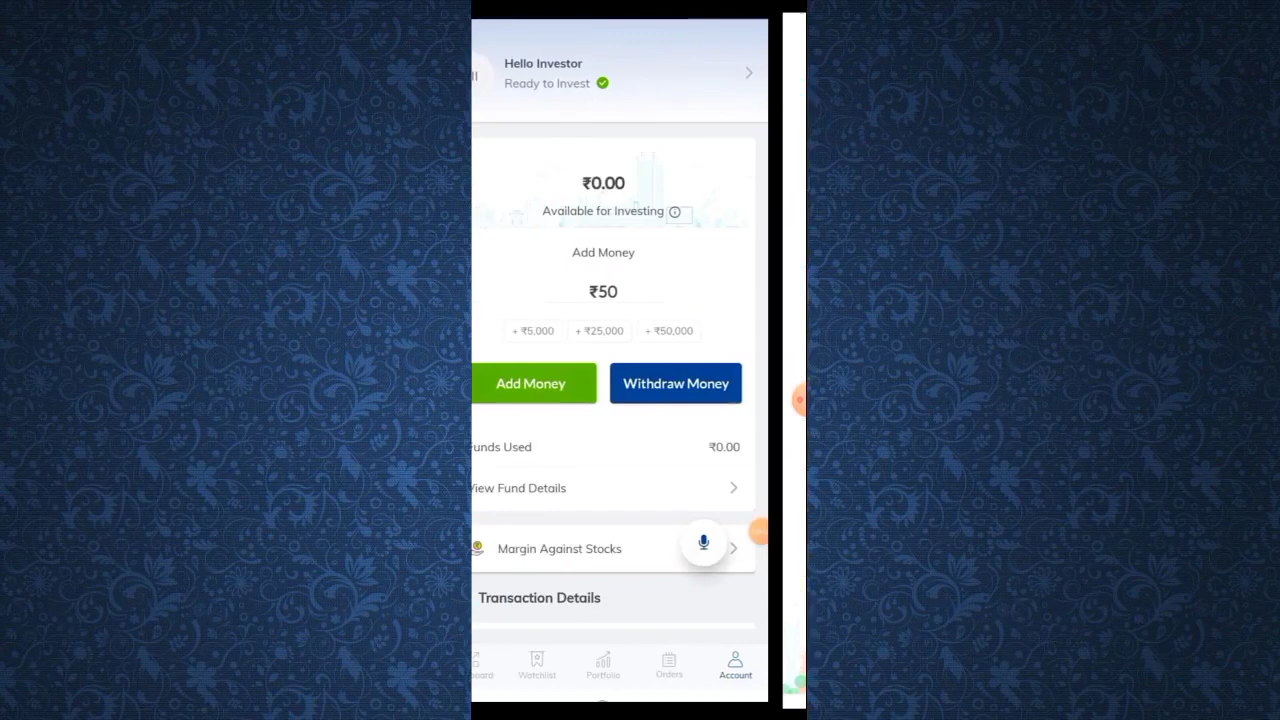 Hello Investor
Ready to Invest
₹0.00
Available for Investing
Add Money
₹50
+ ₹5,000 + ₹25,000 + ₹50,000
Add Money Withdraw Money
unds Used ₹0.00
View Fund Details
Margin Against Stocks
Transaction Details
board Watchlist Portfolio Orders Account